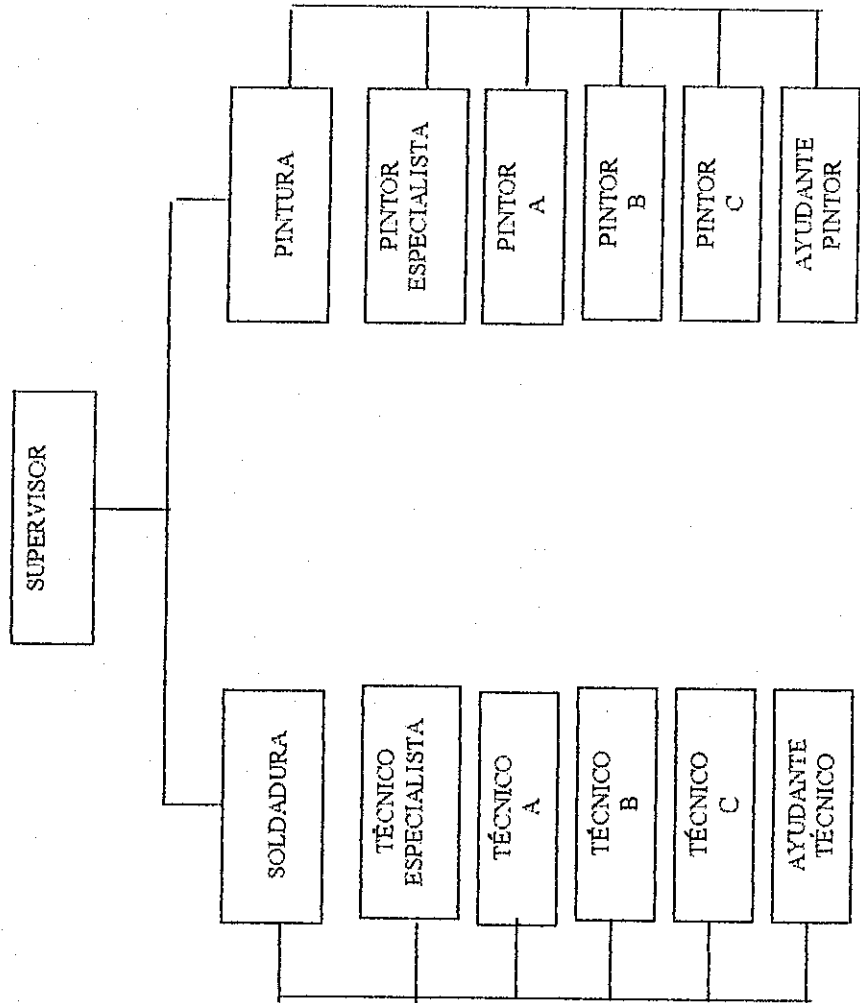 SUPERVISOR
SOLDADURA
TÉCNICO
ESPECIALISTA
TÉCNICO
A
TÉCNICO
B
TÉCNICO
C
AYUDANTE
TÉCNICO
PINTURA
PINTOR
ESPECIALISTA
PINTOR
A
PINTOR
B
PINTOR
C
AYUDANTE
PINTOR